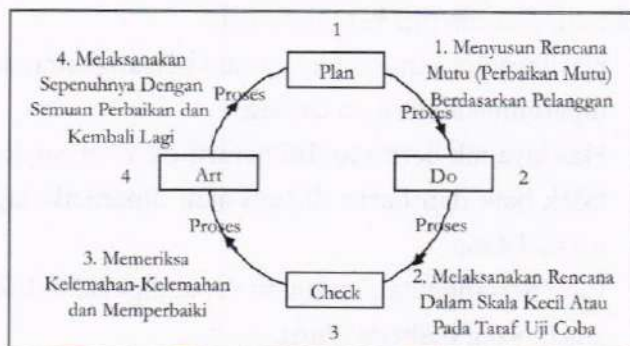 1
Plan
1. Menyusun Rencana
Mutu (Perbaikan Mutu)
Berdasarkan Pelanggan
Proses
Do
2
Proses
2. Melaksanakan Rencana
Dalam Skala Kecil Atau
Pada Taraf Uji Coba
Check
3
Proses
3. Memeriksa
Kelemahan-Kelemahan
dan Memperbaiki
4
Art
Proses
4. Melaksanakan
Sepenuhnya Dengan
Semuan Perbaikan dan
Kembali Lagi